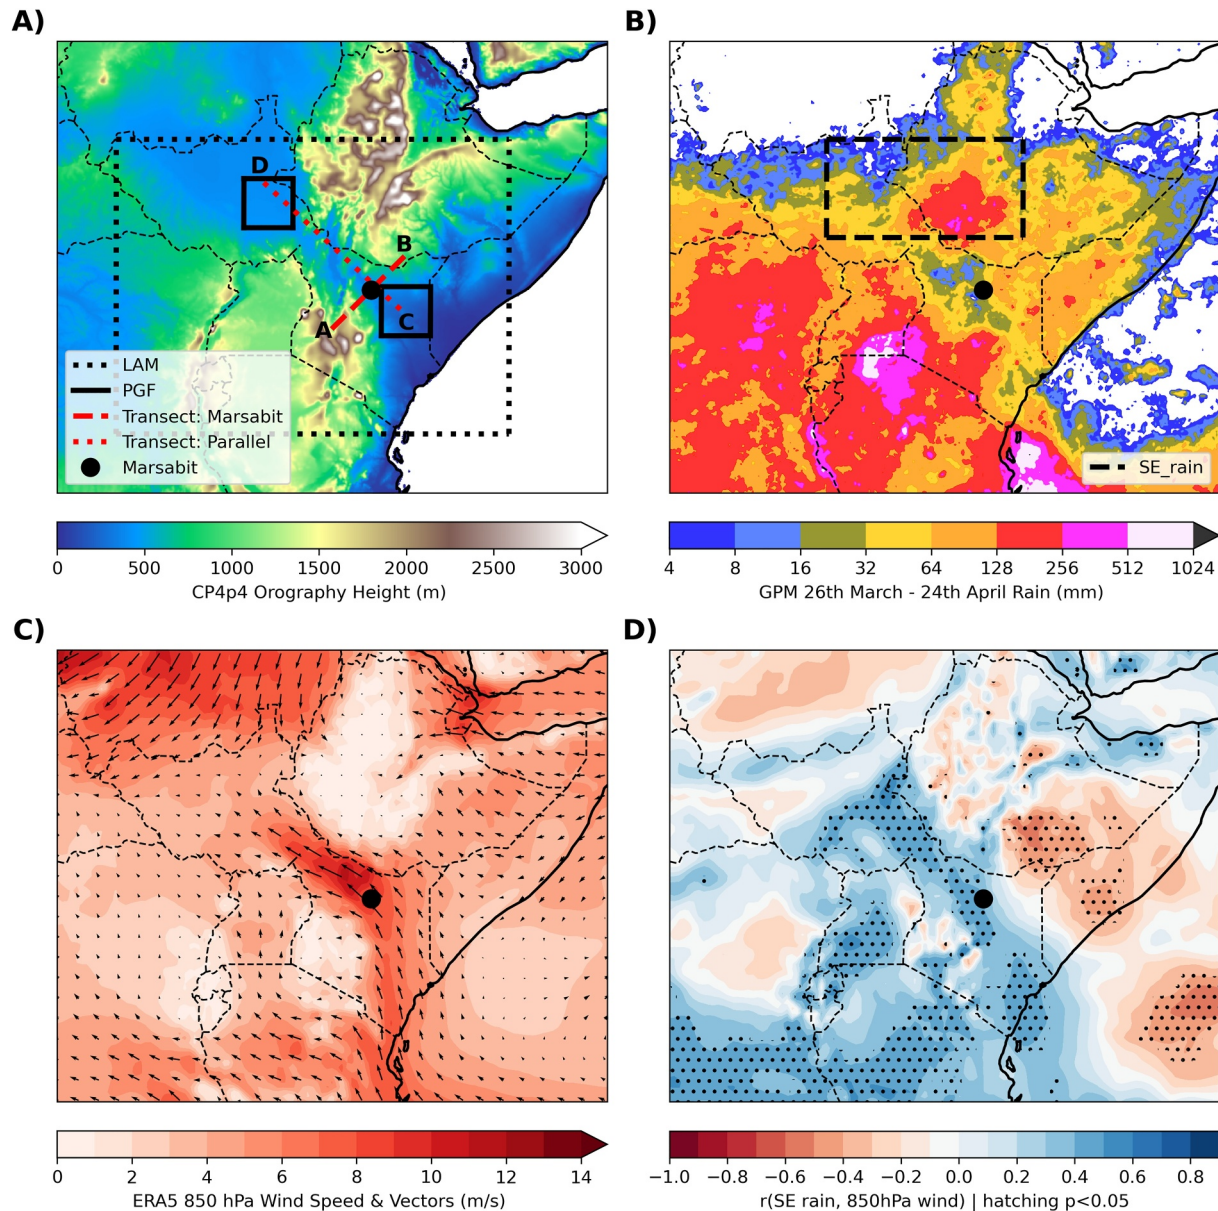 A)
B)
D
B
A
C
LAM
PGF
Transect: Marsabit
Transect: Parallel
Marsabit
SE_rain
0 500 1000 1500 2000 2500 3000
CP4p4 Orography Height (m)
4 8 16 32 64 128 256 512 1024
GPM 26th March - 24th April Rain (mm)
C)
D)
0 2 4 6 8 10 12 14
ERA5 850 hPa Wind Speed & Vectors (m/s)
−1.0 −0.8 −0.6 −0.4 −0.2 0.0 0.2 0.4 0.6 0.8
r(SE rain, 850hPa wind) | hatching p<0.05